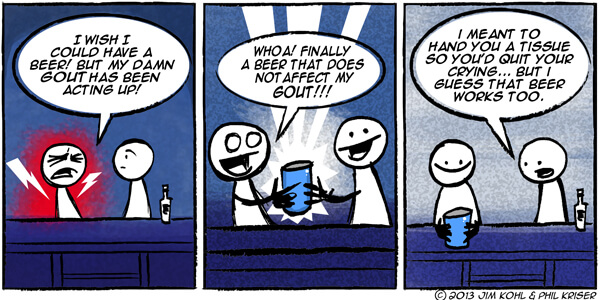 I WISH I
COULD HAVE A
BEER! BUT MY DAMN
GOUT HAS BEEN
ACTING UP!
WHOA! FINALLY
A BEER THAT DOES
NOT AFFECT MY
GOUT!!!
I MEANT TO
HAND YOU A TISSUE
SO YOU'D QUIT YOUR
CRYING... BUT I
GUESS THAT BEER
WORKS TOO.
© 2013 JIM KOHL & PHIL KRISER